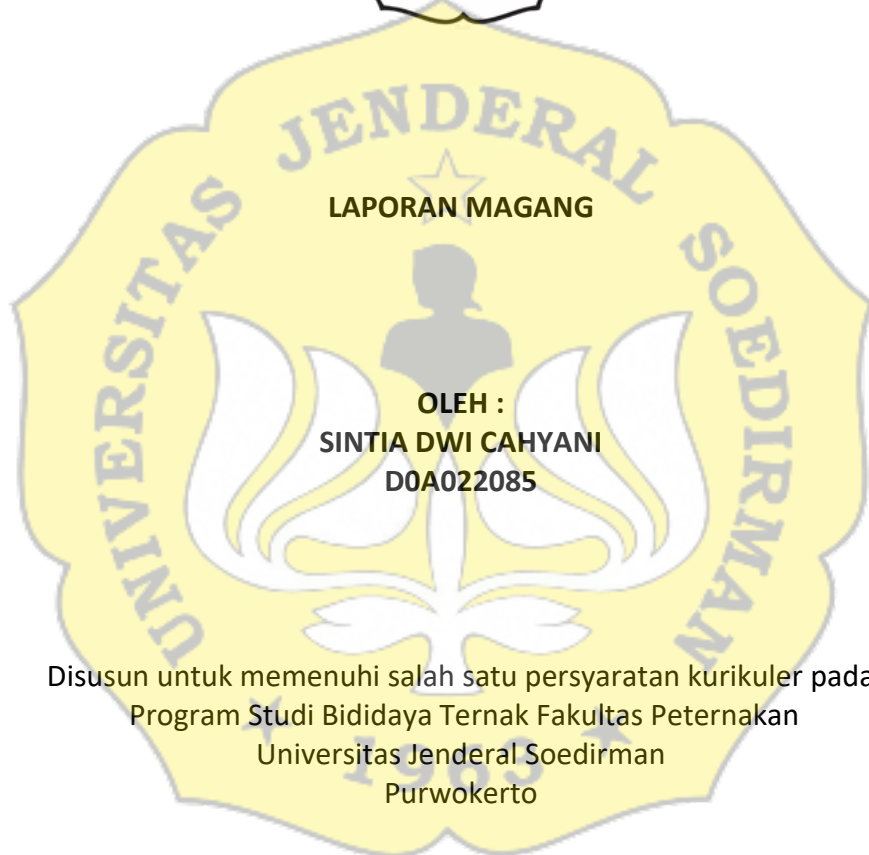 UNIVERSITAS JENDERAL SOEDIRMAN
LAPORAN MAGANG
OLEH :
SINTIA DWI CAHYANI
D0A022085
Disusun untuk memenuhi salah satu persyaratan kurikuler pada
Program Studi Bididaya Ternak Fakultas Peternakan
Universitas Jenderal Soedirman
Purwokerto
1963